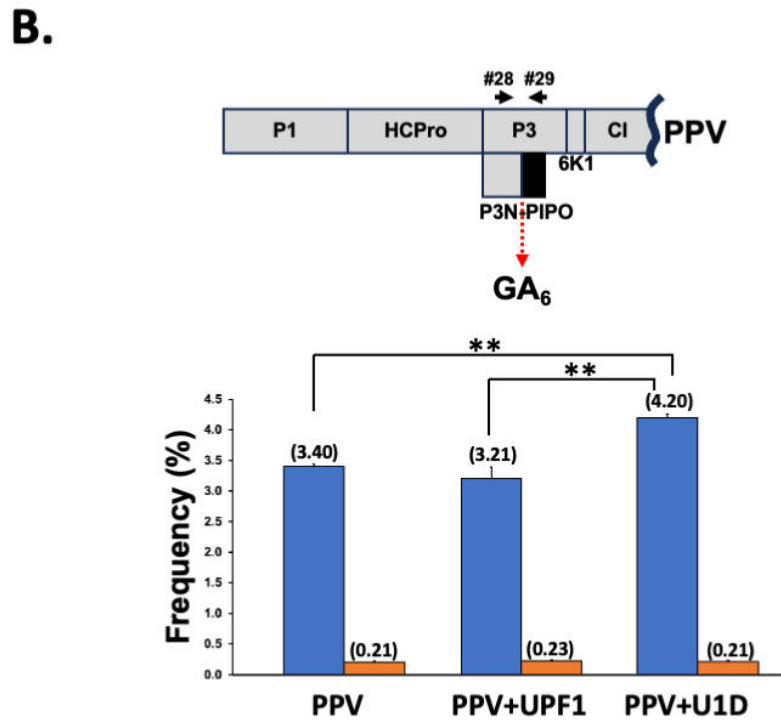 B.
#28 #29
P1 HCPro P3 CI PPV
6K1
P3N-PIPO
GA₆
**
**
4.5
4.0
3.5
3.0
2.5
2.0
1.5
1.0
0.5
0.0
Frequency (%)
(3.40) (3.21) (4.20)
(0.21) (0.23) (0.21)
PPV PPV+UPF1 PPV+U1D